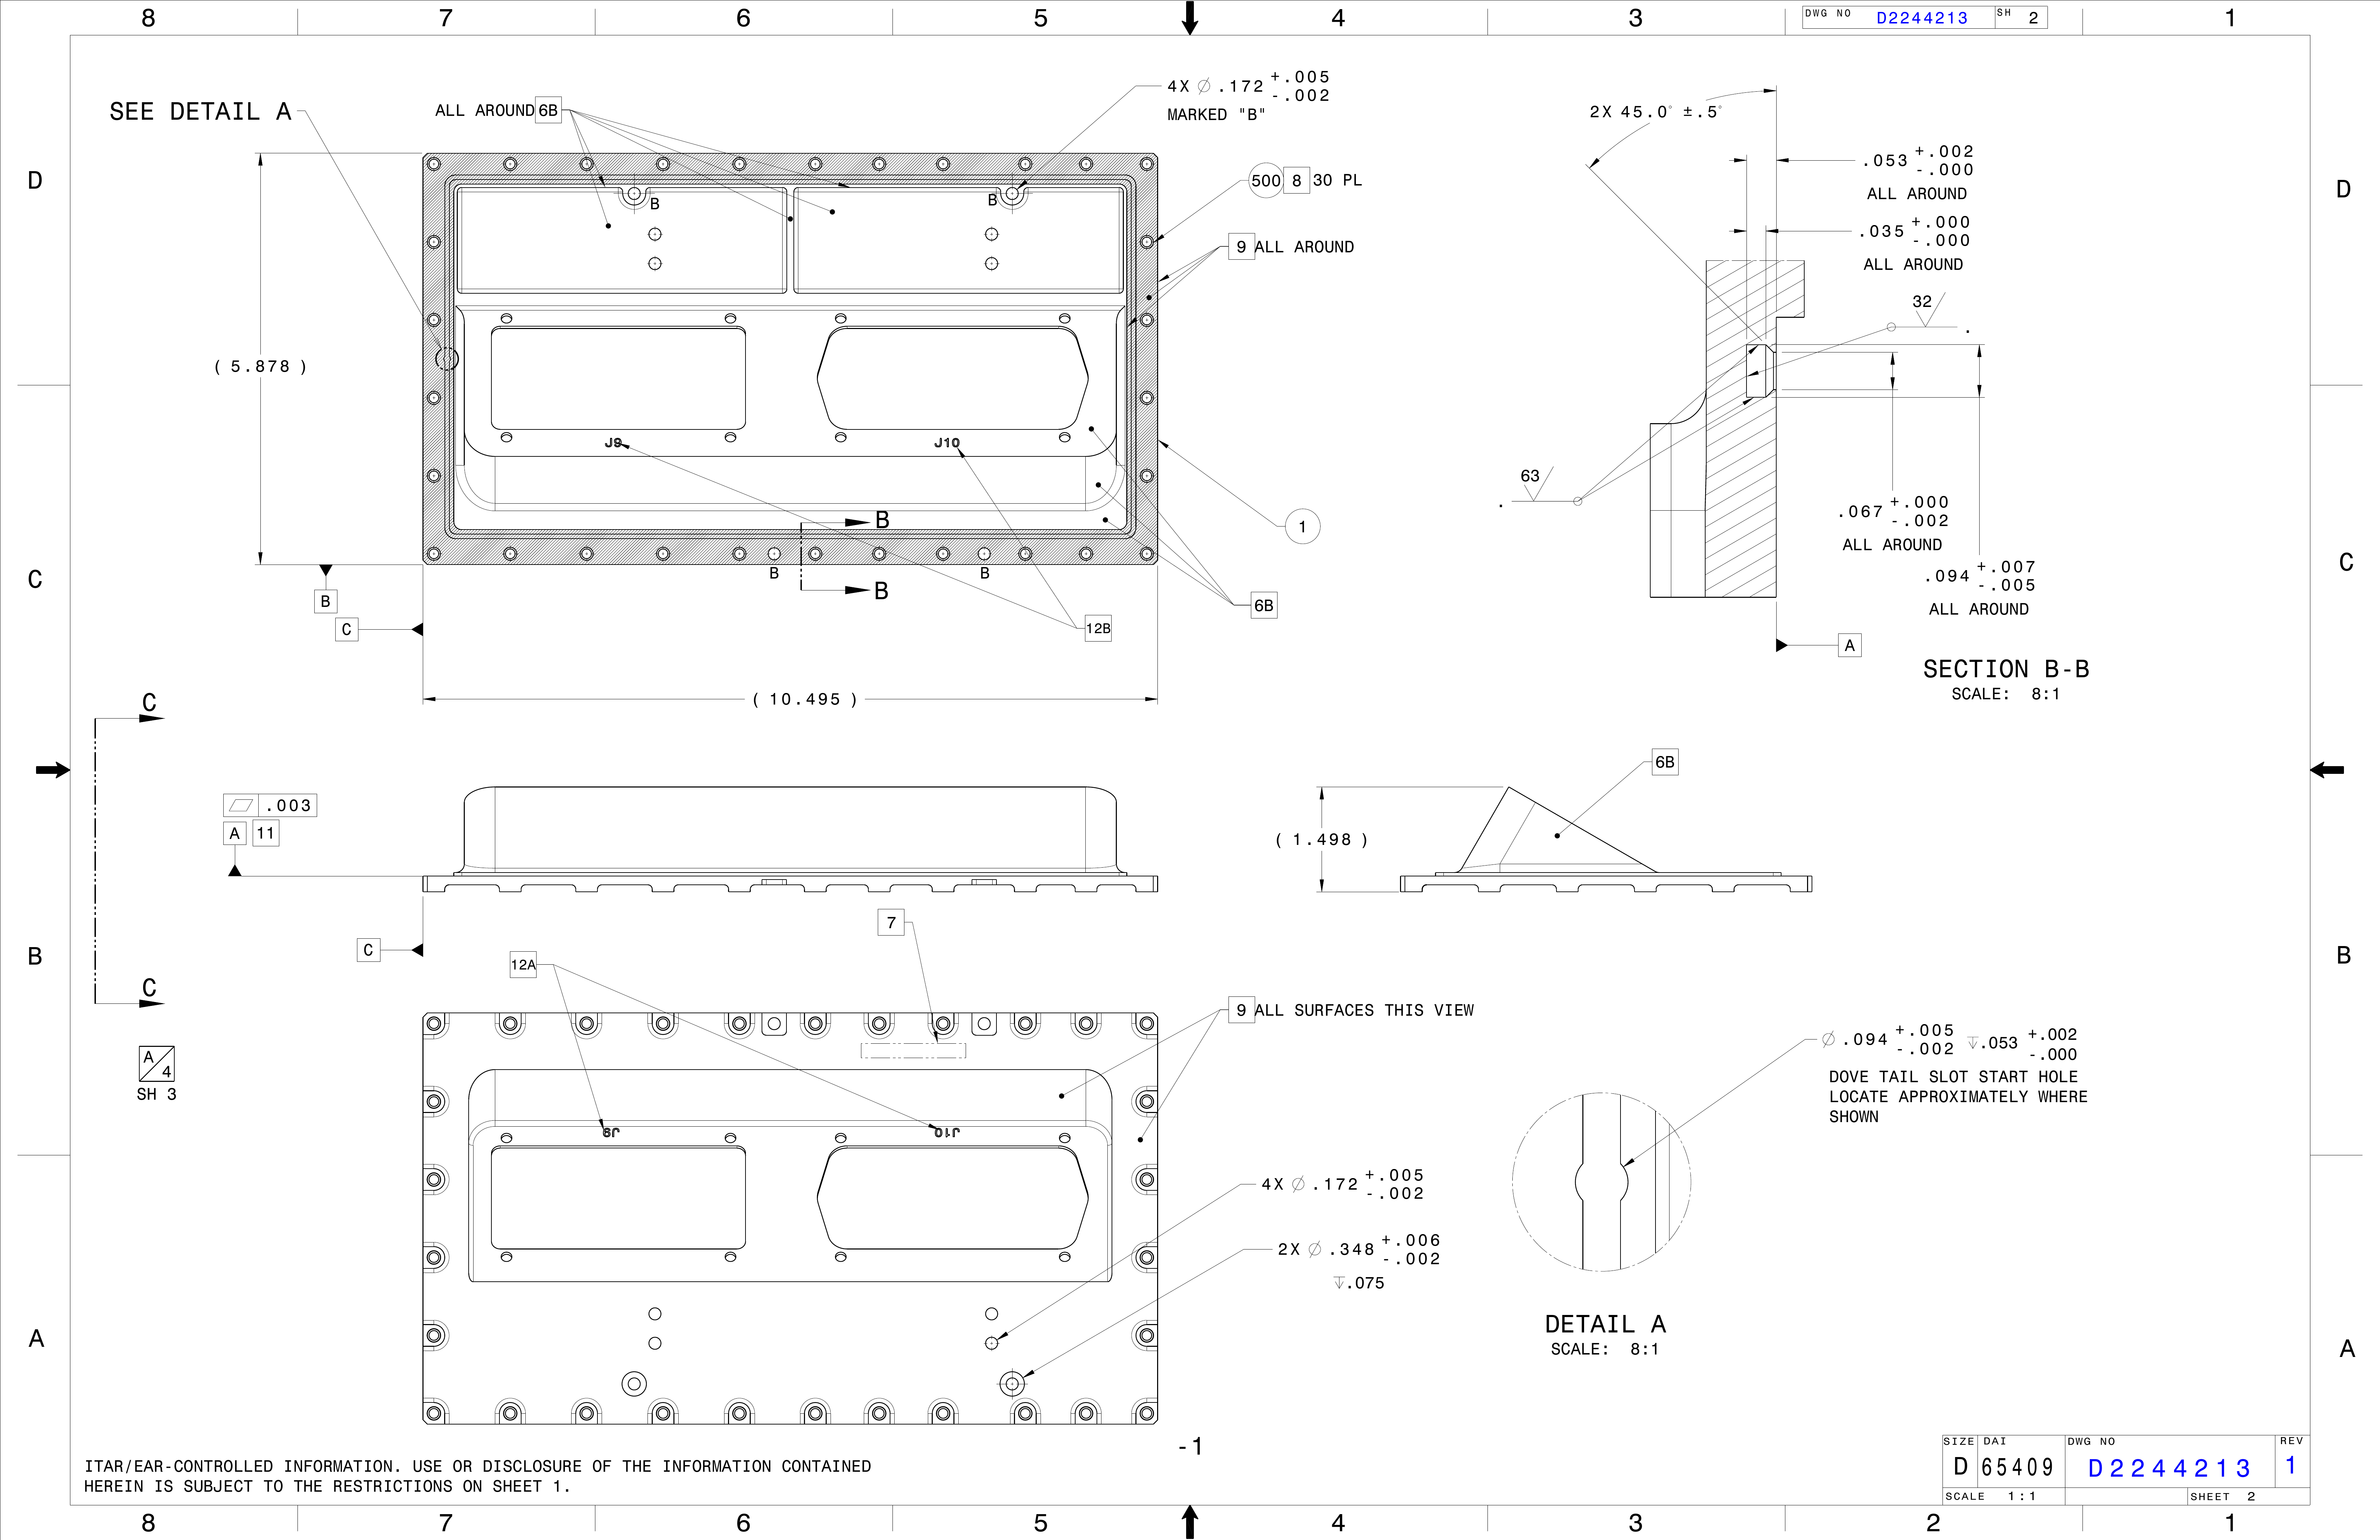 8 7 6 5 4 3 1
DWG NO D2244213 SH 2
SEE DETAIL A
ALL AROUND 6B
4X ∅ .172 +.005 -.002
MARKED "B"
2X 45.0° ±.5°
.053 +.002 -.000
ALL AROUND
.035 +.000 -.000
ALL AROUND
D
D
500 8 30 PL
9 ALL AROUND
B
B
32
( 5.878 )
J9
J10
63
.067 +.000 -.002
ALL AROUND
.094 +.007 -.005
ALL AROUND
1
B
B
B
B
C
C
B
C
6B
12B
A
SECTION B-B
SCALE: 8:1
( 10.495 )
C
C
⏥ .003
A 11
( 1.498 )
6B
C
7
12A
B
B
9 ALL SURFACES THIS VIEW
A/4
SH 3
J9
J10
∅ .094 +.005 -.002 ↧.053 +.002 -.000
DOVE TAIL SLOT START HOLE
LOCATE APPROXIMATELY WHERE
SHOWN
4X ∅ .172 +.005 -.002
2X ∅ .348 +.006 -.002
↧.075
DETAIL A
SCALE: 8:1
A
A
-1
ITAR/EAR-CONTROLLED INFORMATION. USE OR DISCLOSURE OF THE INFORMATION CONTAINED
HEREIN IS SUBJECT TO THE RESTRICTIONS ON SHEET 1.
SIZE DAI DWG NO REV
D 65409 D2244213 1
SCALE 1:1 SHEET 2
8 7 6 5 4 3 2 1